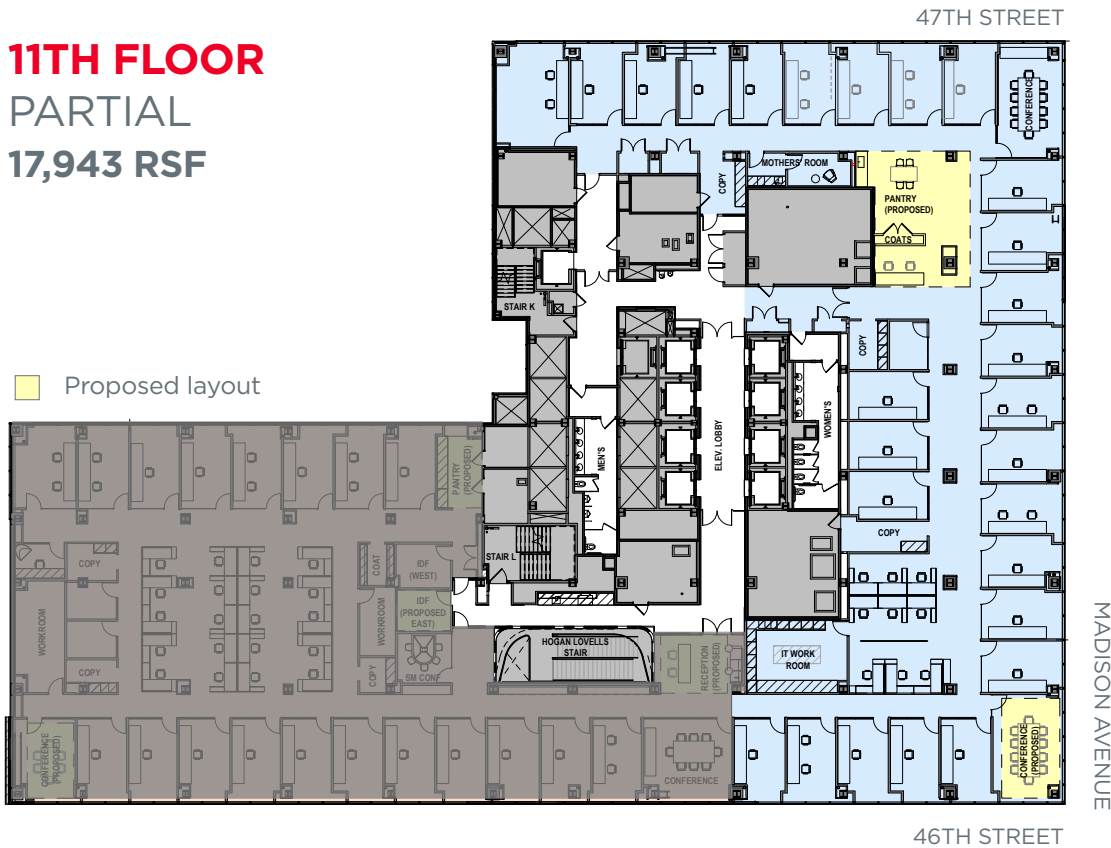 47TH STREET
11TH FLOOR
PARTIAL
17,943 RSF
CONFERENCE
MOTHERS' ROOM
COPY
PANTRY
(PROPOSED)
COATS
STAIR K
COPY
Proposed layout
ELEV. LOBBY
WOMEN'S
MEN'S
PANTRY
(PROPOSED)
COPY
STAIR L
COPY
COAT
IDF
(WEST)
WORKROOM
WORKROOM
IDF
(PROPOSED
EAST)
HOGAN LOVELLS
STAIR
RECEPTION
(PROPOSED)
IT WORK
ROOM
COPY
COPY
SM CONF
CONFERENCE
(PROPOSED)
CONFERENCE
CONFERENCE
(PROPOSED)
MADISON AVENUE
46TH STREET